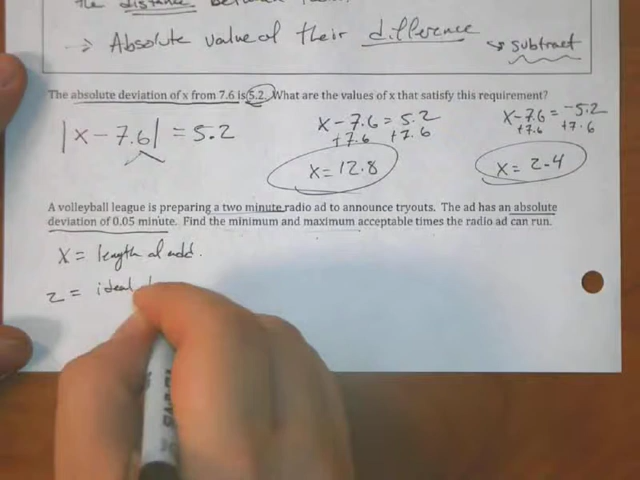 the distance between
-> Absolute value of their difference -> subtract
The absolute deviation of x from 7.6 is 5.2. What are the values of x that satisfy this requirement?
|x - 7.6| = 5.2
x - 7.6 = 5.2
+7.6 +7.6
x = 12.8
x - 7.6 = -5.2
+7.6 +7.6
x = 2.4
A volleyball league is preparing a two minute radio ad to announce tryouts. The ad has an absolute
deviation of 0.05 minute. Find the minimum and maximum acceptable times the radio ad can run.
x = length of add.
2 = ideal